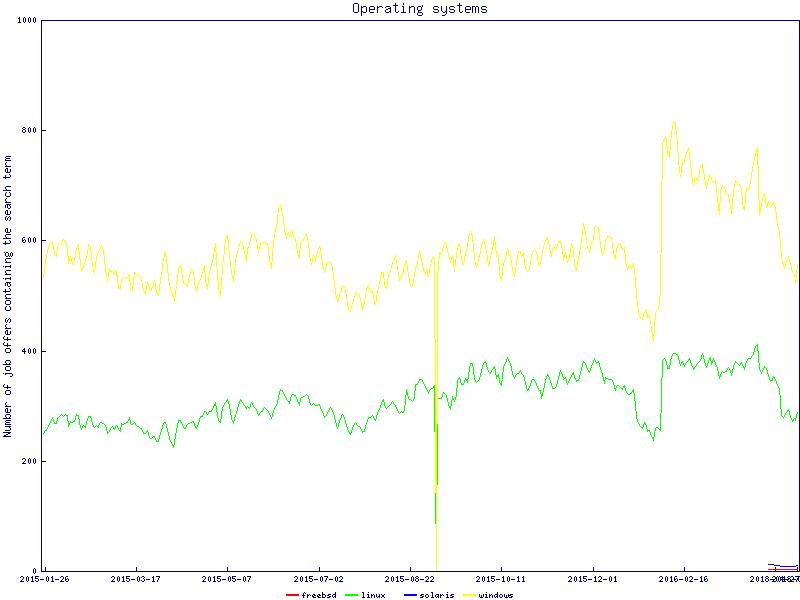 Operating systems
Number of job offers containing the search term
1000
800
600
400
200
0
2015-01-26 2015-03-17 2015-05-07 2015-07-02 2015-08-22 2015-10-11 2015-12-01 2016-02-16
freebsd linux solaris windows